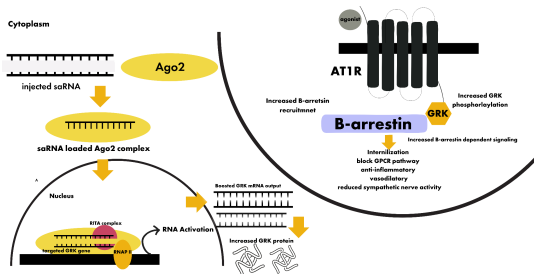 Cytoplasm
Ago2
injected saRNA
saRNA loaded Ago2 complex
A
Nucleus
RITA complex
targeted GRK gene
RNAP II
RNA Activation
Boosted GRK mRNA output
Increased GRK protein
agonist
AT1R
Increased GRK
phosphorlaylation
GRK
Increased B-arretsin
recruitmnet
B-arrestin
Increased B-arrestin dependent signaling
Internilization
block GPCR pathway
anti-inflammatory
vasodilatory
reduced sympathetic nerve activity